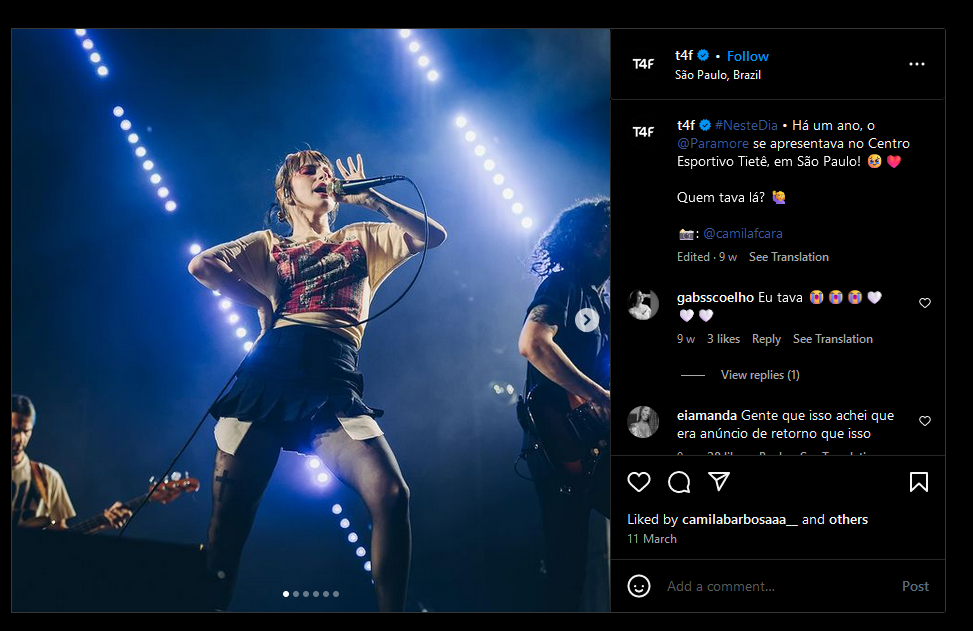 T4F
t4f • Follow
São Paulo, Brazil
T4F
t4f #NesteDia • Há um ano, o
@Paramore se apresentava no Centro
Esportivo Tietê, em São Paulo! 🥹❤️
Quem tava lá? 🙋
📷: @camilafcara
Edited · 9 w See Translation
gabsscoelho Eu tava 😭😭😭🤍
🤍🤍
9 w 3 likes Reply See Translation
View replies (1)
eiamanda Gente que isso achei que
era anúncio de retorno que isso
Liked by camilabarbosaaa__ and others
11 March
Add a comment...
Post